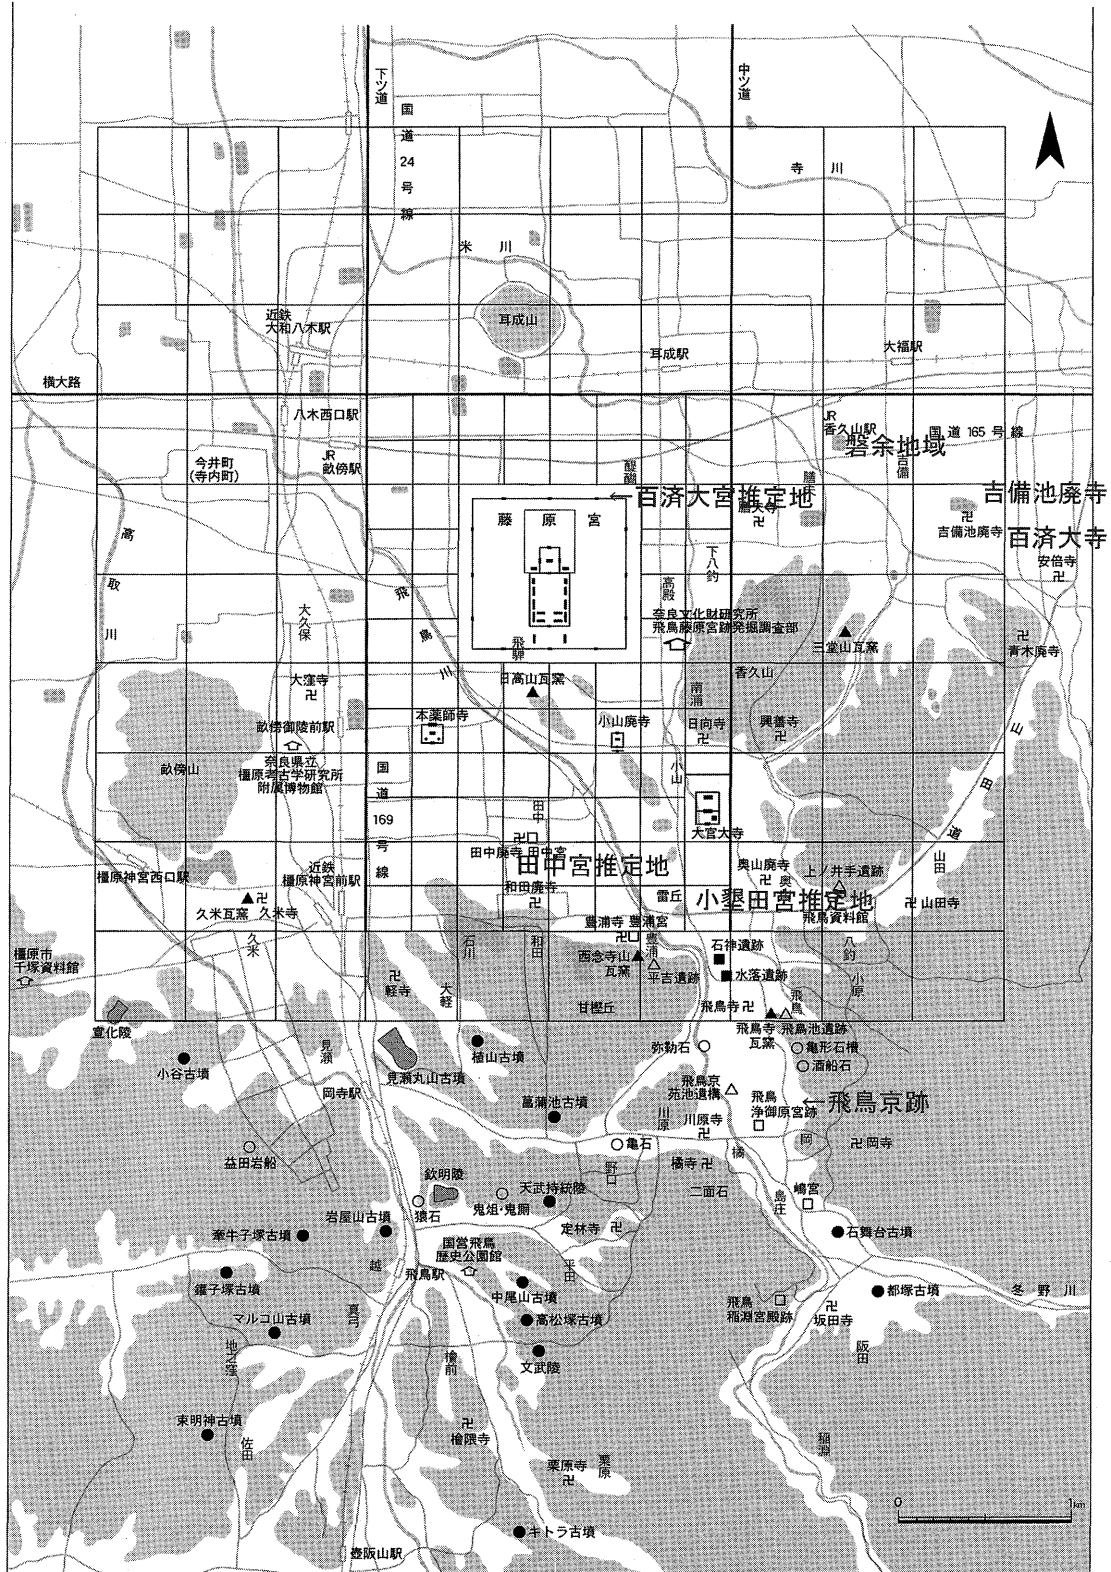 下ツ道
中ツ道
国道24号線
寺川
米川
耳成山
近鉄
大和八木駅
耳成駅
大福駅
横大路
八木西口駅
JR
香久山駅
国道165号線
磐余地域
吉備
JR
畝傍駅
今井町
(寺内町)
醍醐
←百済大宮推定地
膳夫寺
吉備池廃寺
吉備池廃寺
百済大寺
安倍寺
藤原宮
高取川
飛鳥川
下八釣
高殿
奈良文化財研究所
飛鳥藤原宮跡発掘調査部
大久保
飛騨
三堂山瓦窯
青木廃寺
香久山
大窪寺
日高山瓦窯
南浦
本薬師寺
小山廃寺
日向寺
興善寺
山田道
畝傍御陵前駅
奈良県立
橿原考古学研究所
附属博物館
畝傍山
国道169号線
小山
大官大寺
田中
田中廃寺
田中宮
田中宮推定地
奥山廃寺
奥山
上ノ井手遺跡
山田
橿原神宮西口駅
近鉄
橿原神宮前駅
和田廃寺
雷丘
小墾田宮推定地
飛鳥資料館
山田寺
久米瓦窯
久米寺
久米
豊浦寺
豊浦宮
豊浦
石川
和田
西念寺山
瓦窯
平吉遺跡
石神遺跡
水落遺跡
八釣
小原
橿原市
千塚資料館
軽寺
大軽
甘樫丘
飛鳥寺
飛鳥
飛鳥寺
瓦窯
飛鳥池遺跡
宣化陵
小谷古墳
見瀬
見瀬丸山古墳
植山古墳
弥勒石
亀形石槽
酒船石
岡寺駅
菖蒲池古墳
飛鳥京
苑池遺構
飛鳥
浄御原宮跡
←飛鳥京跡
川原
川原寺
岡
岡寺
益田岩船
亀石
橘寺
橘
野口
二面石
欽明陵
猿石
鬼俎・鬼厠
天武持統陵
島庄
嶋宮
定林寺
岩屋山古墳
牽牛子塚古墳
国営飛鳥
歴史公園館
石舞台古墳
越
飛鳥駅
平田
鑵子塚古墳
中尾山古墳
都塚古墳
冬野川
マルコ山古墳
真弓
高松塚古墳
飛鳥
稲淵宮殿跡
坂田寺
阪田
地ノ窪
檜前
文武陵
束明神古墳
佐田
檜隈寺
栗原寺
栗原
稲淵
キトラ古墳
壺阪山駅
0
1km